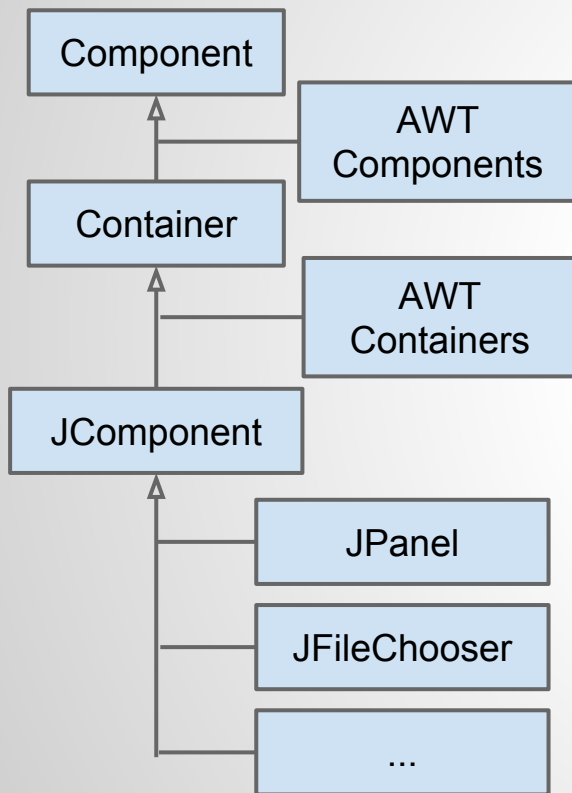 Component
AWT
Components
Container
AWT
Containers
JComponent
JPanel
JFileChooser
...